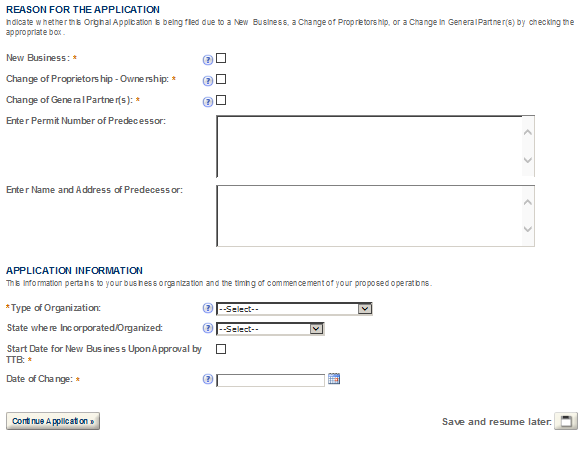 REASON FOR THE APPLICATION
Indicate whether this Original Application is being filed due to a New Business, a Change of Proprietorship, or a Change in General Partner(s) by checking the
appropriate box.
New Business: *
Change of Proprietorship - Ownership: *
Change of General Partner(s): *
Enter Permit Number of Predecessor:
Enter Name and Address of Predecessor:
APPLICATION INFORMATION
This information pertains to your business organization and the timing of commencement of your proposed operations.
* Type of Organization: --Select--
State where Incorporated/Organized: --Select--
Start Date for New Business Upon Approval by
TTB: *
Date of Change: *
Continue Application »
Save and resume later: